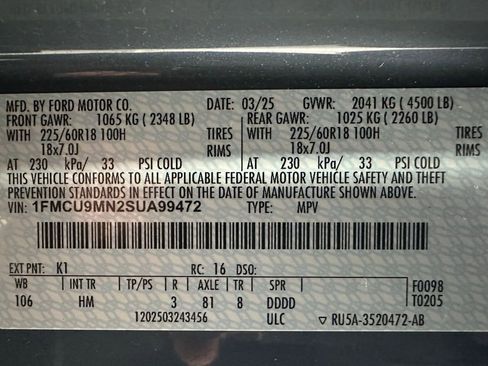 MFD. BY FORD MOTOR CO. DATE: 03/25 GVWR: 2041 KG ( 4500 LB)
FRONT GAWR: 1065 KG ( 2348 LB) REAR GAWR: 1025 KG ( 2260 LB)
WITH 225/60R18 100H TIRES WITH 225/60R18 100H TIRES
18x7.0J RIMS 18x7.0J RIMS
AT 230 kPa/ 33 PSI COLD AT 230 kPa/ 33 PSI COLD
THIS VEHICLE CONFORMS TO ALL APPLICABLE FEDERAL MOTOR VEHICLE SAFETY AND THEFT
PREVENTION STANDARDS IN EFFECT ON THE DATE OF MANUFACTURE SHOWN ABOVE.
VIN: 1FMCU9MN2SUA99472 TYPE: MPV
EXT PNT: K1 RC: 16 DSO:
WB INT TR TP/PS R AXLE TR SPR F0098
106 HM 3 81 8 DDDD T0205
1202503243456 ULC ▽ RU5A-3520472-AB